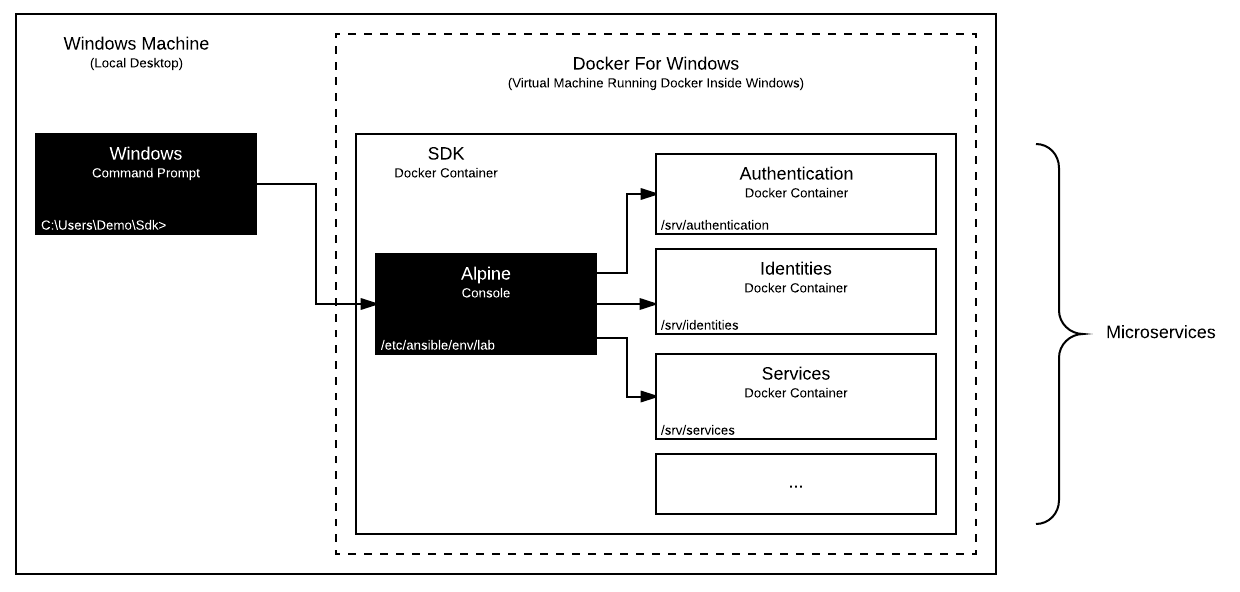 Windows Machine
(Local Desktop)
Docker For Windows
(Virtual Machine Running Docker Inside Windows)
Windows
Command Prompt
C:\Users\Demo\Sdk>
SDK
Docker Container
Alpine
Console
/etc/ansible/env/lab
Authentication
Docker Container
/srv/authentication
Identities
Docker Container
/srv/identities
Services
Docker Container
/srv/services
...
Microservices